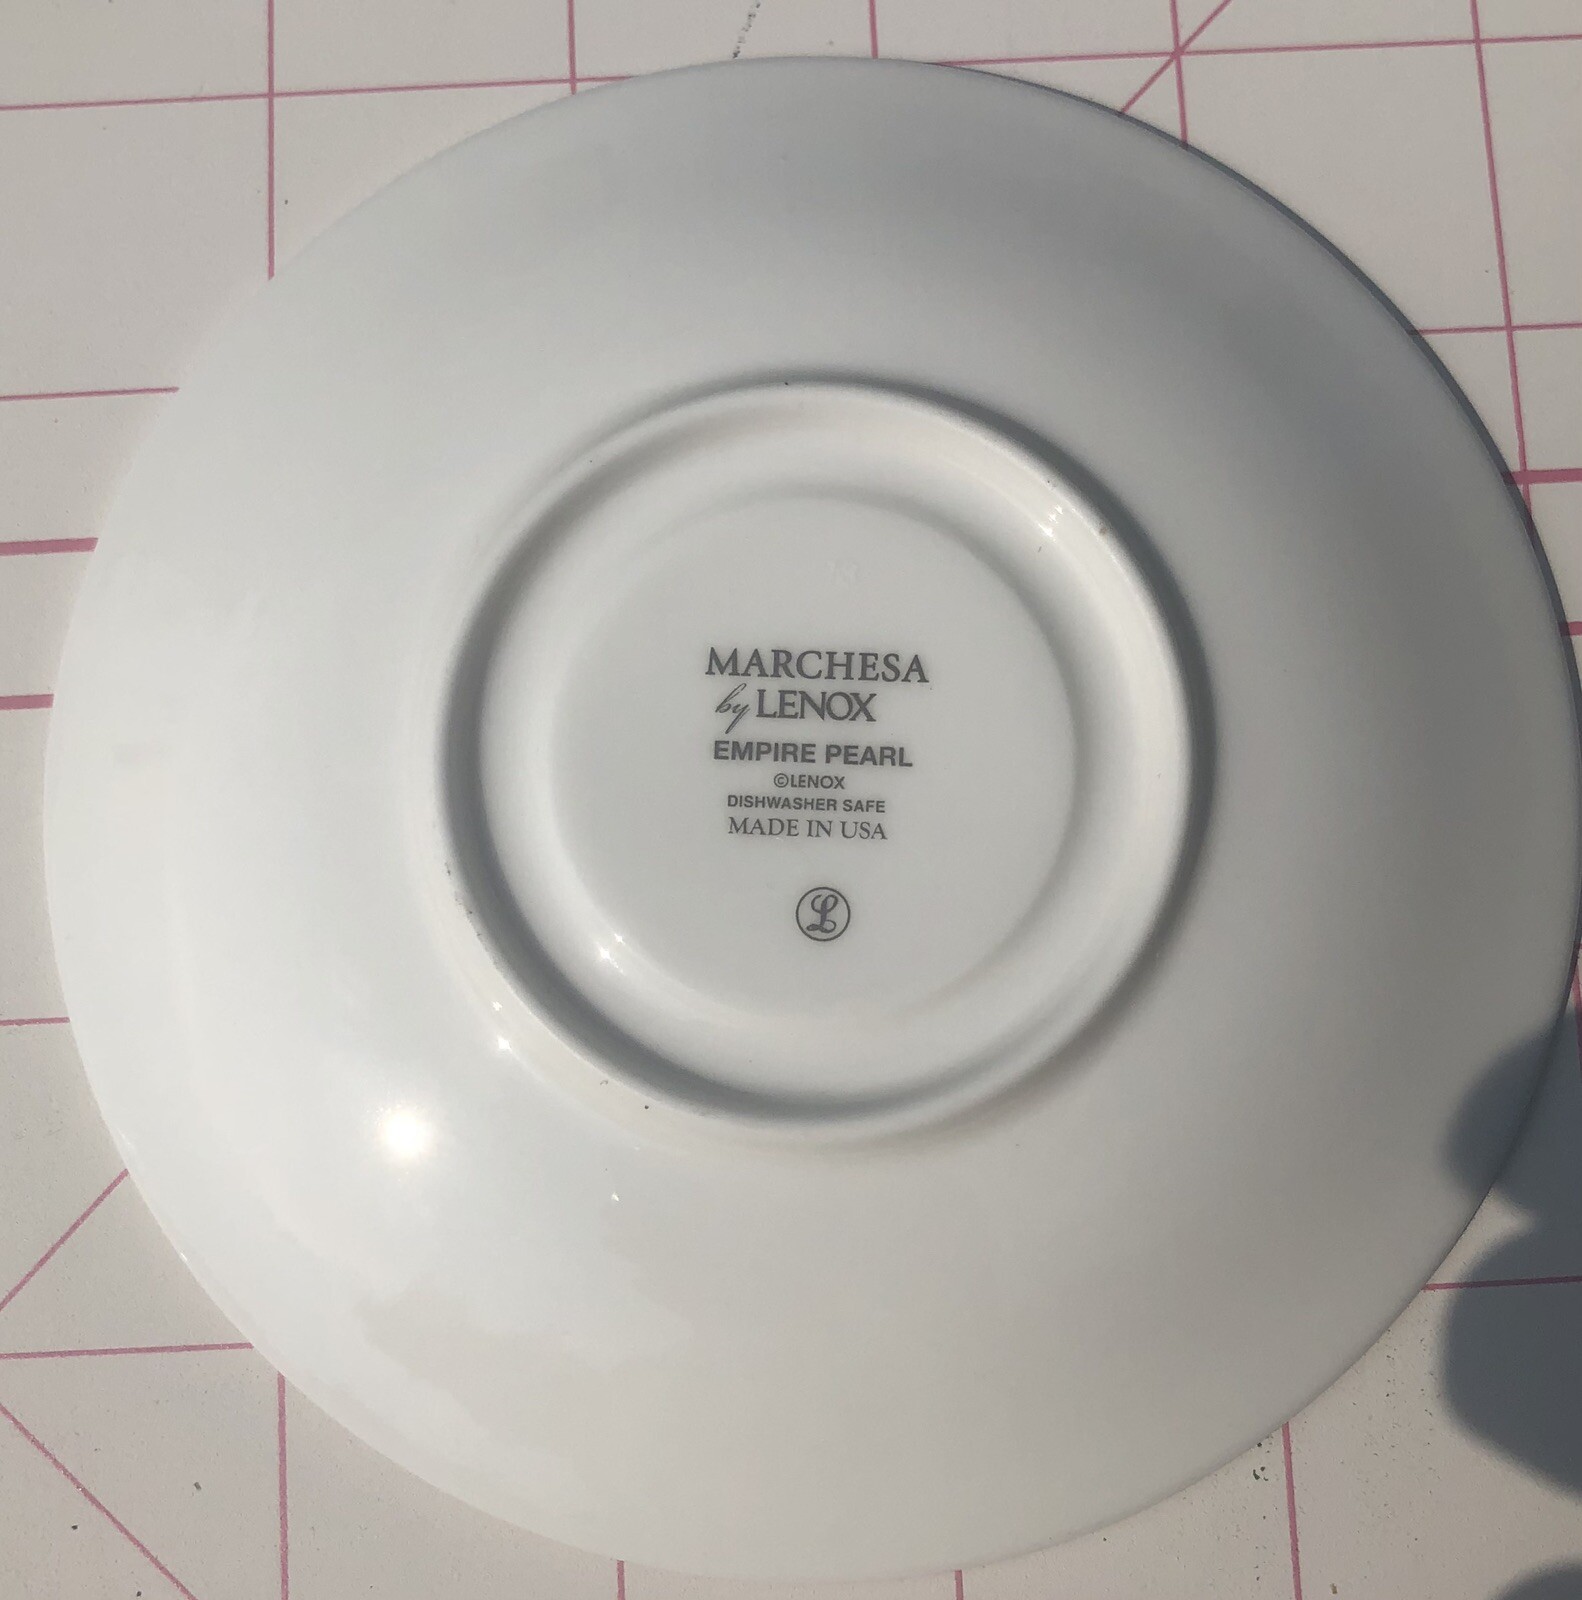 MARCHESA
by LENOX
EMPIRE PEARL
©LENOX
DISHWASHER SAFE
MADE IN USA
L